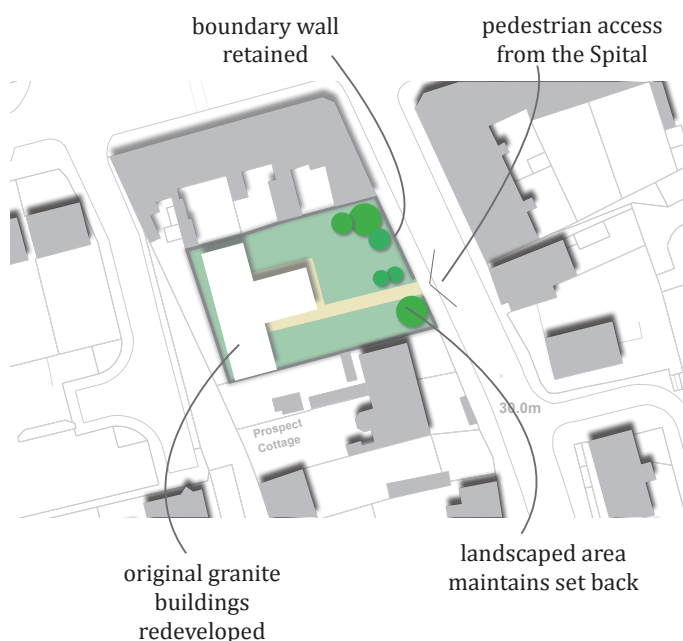 boundary wall
retained
pedestrian access
from the Spital
30.0m
Prospect
Cottage
landscaped area
maintains set back
original granite
buildings
redeveloped